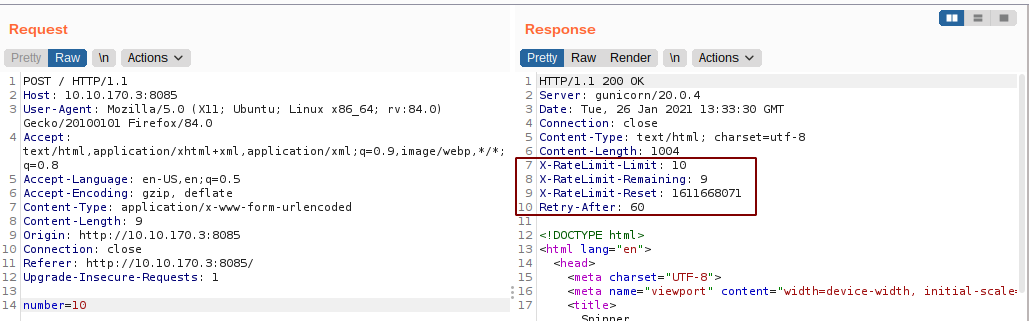 Request
Pretty Raw \n Actions
1 POST / HTTP/1.1
2 Host: 10.10.170.3:8085
3 User-Agent: Mozilla/5.0 (X11; Ubuntu; Linux x86_64; rv:84.0)
Gecko/20100101 Firefox/84.0
4 Accept:
text/html,application/xhtml+xml,application/xml;q=0.9,image/webp,*/*;
q=0.8
5 Accept-Language: en-US,en;q=0.5
6 Accept-Encoding: gzip, deflate
7 Content-Type: application/x-www-form-urlencoded
8 Content-Length: 9
9 Origin: http://10.10.170.3:8085
10 Connection: close
11 Referer: http://10.10.170.3:8085/
12 Upgrade-Insecure-Requests: 1
13
14 number=10
Response
Pretty Raw Render \n Actions
1 HTTP/1.1 200 OK
2 Server: gunicorn/20.0.4
3 Date: Tue, 26 Jan 2021 13:33:30 GMT
4 Connection: close
5 Content-Type: text/html; charset=utf-8
6 Content-Length: 1004
7 X-RateLimit-Limit: 10
8 X-RateLimit-Remaining: 9
9 X-RateLimit-Reset: 1611668071
10 Retry-After: 60
11
12 <!DOCTYPE html>
13 <html lang="en">
14 <head>
15 <meta charset="UTF-8">
16 <meta name="viewport" content="width=device-width, initial-scale=
17 <title>
Spinner